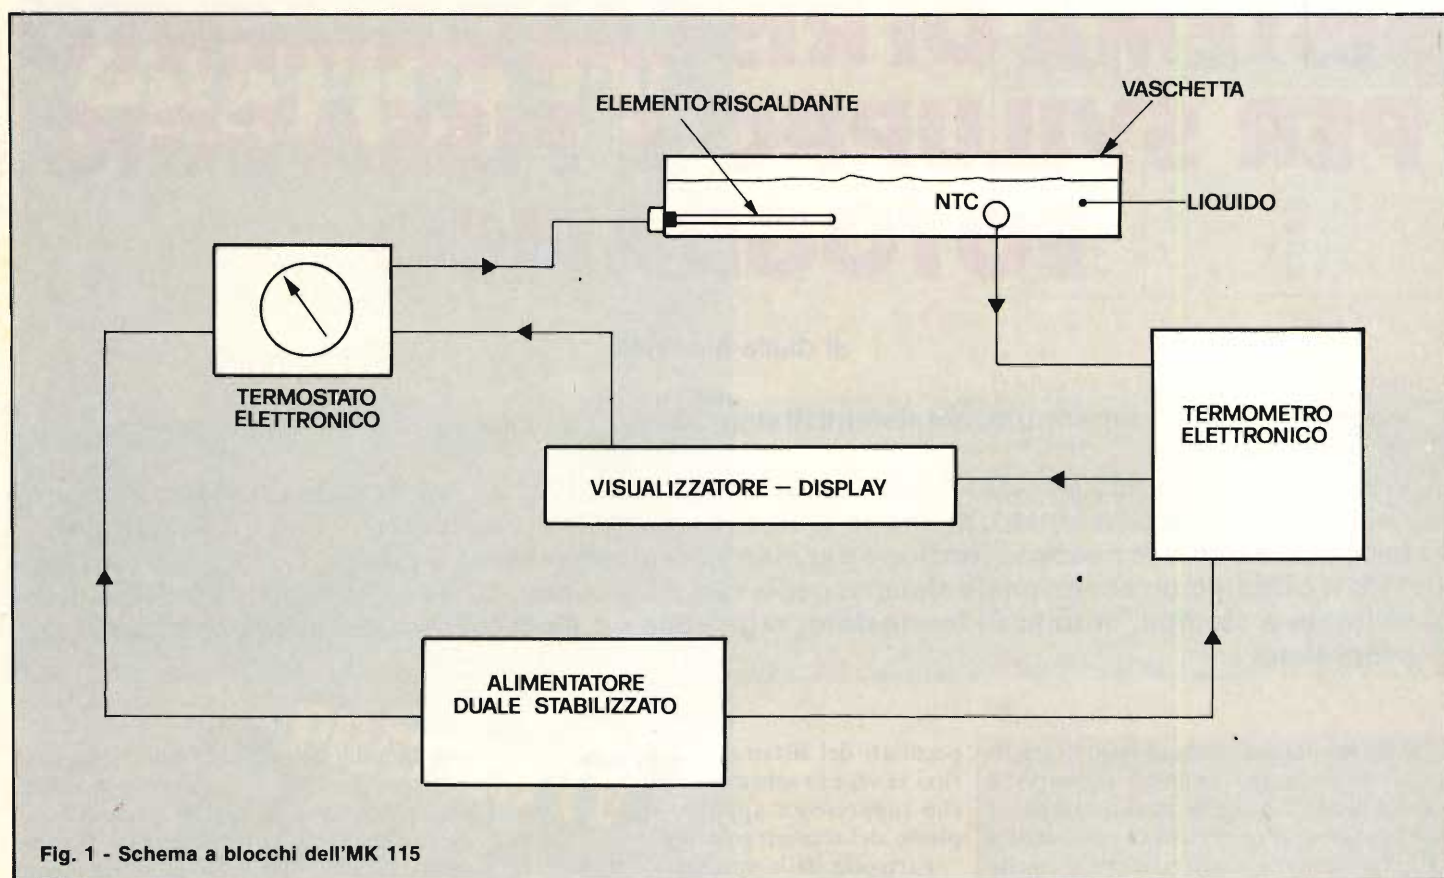 ELEMENTO RISCALDANTE
VASCHETTA
NTC
LIQUIDO
TERMOSTATO
ELETTRONICO
TERMOMETRO
ELETTRONICO
VISUALIZZATORE — DISPLAY
ALIMENTATORE
DUALE STABILIZZATO
Fig. 1 - Schema a blocchi dell'MK 115